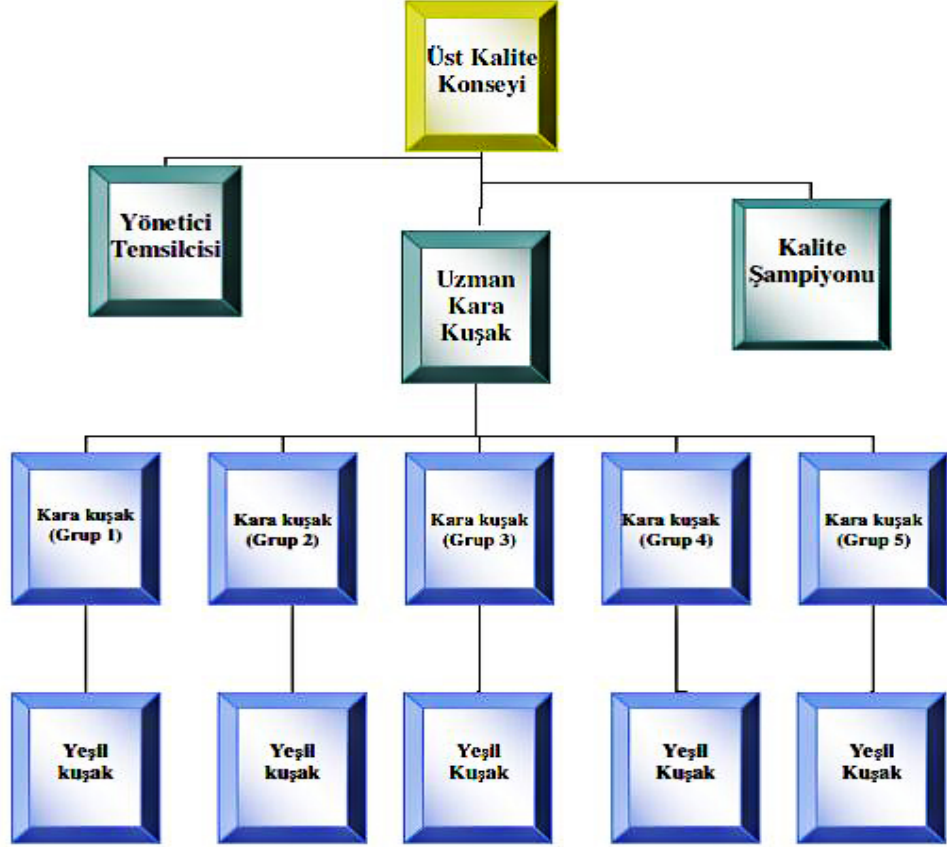 Üst Kalite
Konseyi
Yönetici
Temsilcisi
Uzman
Kara
Kuşak
Kalite
Şampiyonu
Kara kuşak
(Grup 1)
Kara kuşak
(Grup 2)
Kara kuşak
(Grup 3)
Kara kuşak
(Grup 4)
Kara kuşak
(Grup 5)
Yeşil
kuşak
Yeşil
kuşak
Yeşil
Kuşak
Yeşil
Kuşak
Yeşil
Kuşak